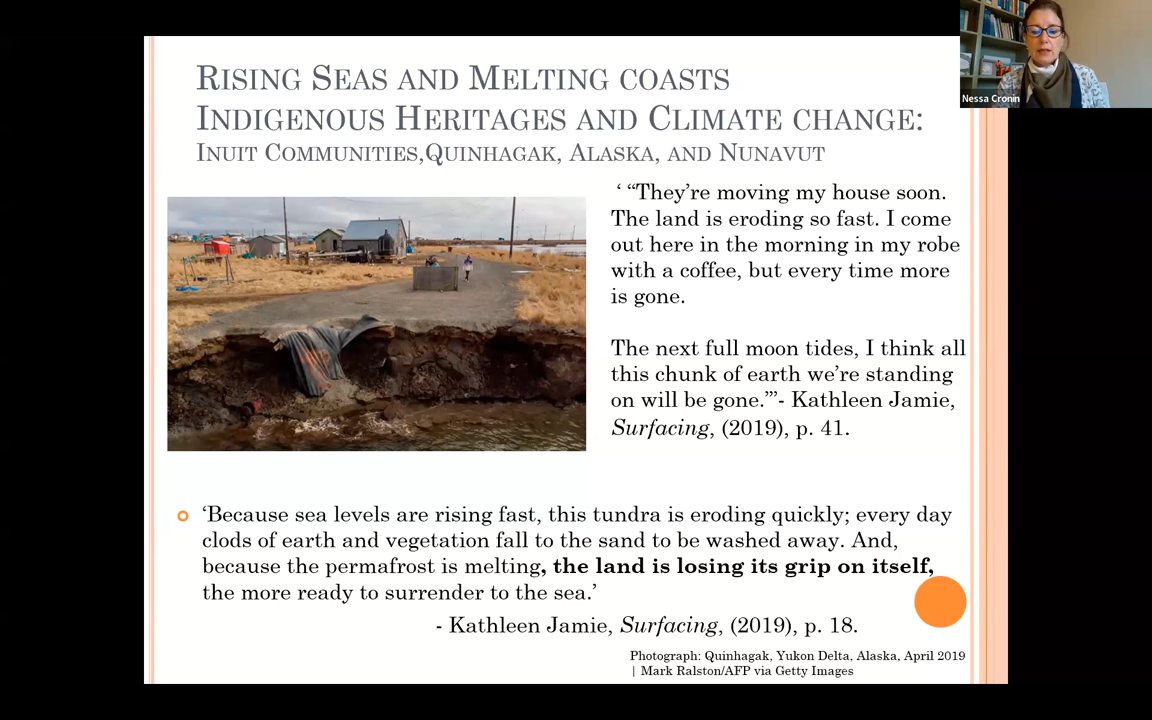 Nessa Cronin
RISING SEAS AND MELTING COASTS
INDIGENOUS HERITAGES AND CLIMATE CHANGE:
INUIT COMMUNITIES,QUINHAGAK, ALASKA, AND NUNAVUT
‘ “They’re moving my house soon.
The land is eroding so fast. I come
out here in the morning in my robe
with a coffee, but every time more
is gone.
The next full moon tides, I think all
this chunk of earth we’re standing
on will be gone.”’- Kathleen Jamie,
Surfacing, (2019), p. 41.
‘Because sea levels are rising fast, this tundra is eroding quickly; every day
clods of earth and vegetation fall to the sand to be washed away. And,
because the permafrost is melting, the land is losing its grip on itself,
the more ready to surrender to the sea.’
- Kathleen Jamie, Surfacing, (2019), p. 18.
Photograph: Quinhagak, Yukon Delta, Alaska, April 2019
| Mark Ralston/AFP via Getty Images